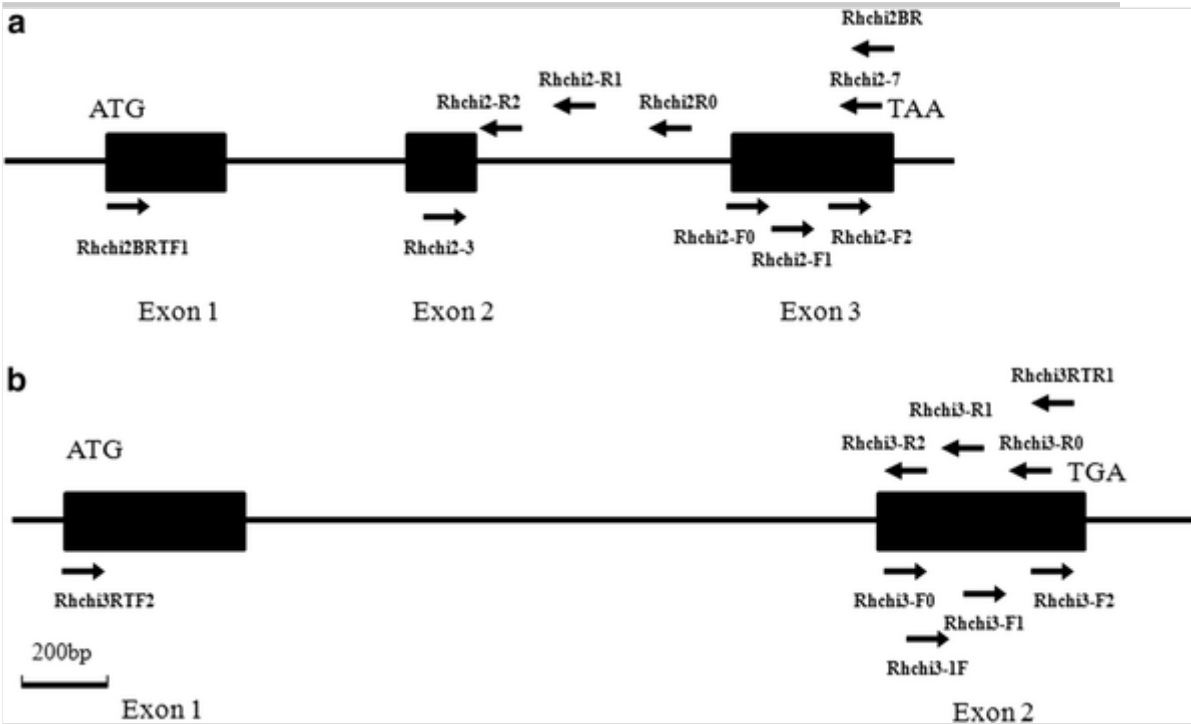 a
Rhchi2BR
Rhchi2-R1
Rhchi2-7
ATG
Rhchi2-R2
Rhchi2R0
TAA
Rhchi2BRTF1
Rhchi2-3
Rhchi2-F0
Rhchi2-F2
Rhchi2-F1
Exon 1
Exon 2
Exon 3
b
Rhchi3RTR1
Rhchi3-R1
ATG
Rhchi3-R2
Rhchi3-R0
TGA
Rhchi3RTF2
Rhchi3-F0
Rhchi3-F2
Rhchi3-F1
200bp
Rhchi3-1F
Exon 1
Exon 2